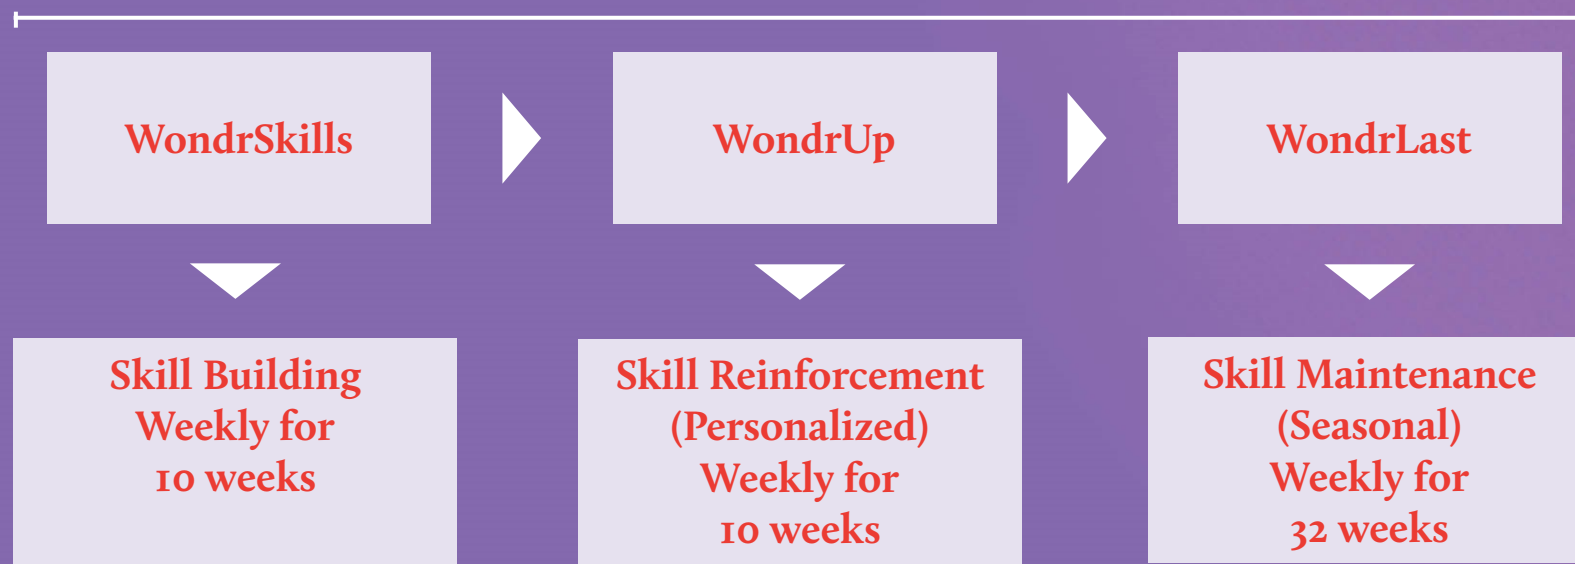 WondrSkills
WondrUp
WondrLast
Skill Building
Weekly for
10 weeks
Skill Reinforcement
(Personalized)
Weekly for
10 weeks
Skill Maintenance
(Seasonal)
Weekly for
32 weeks